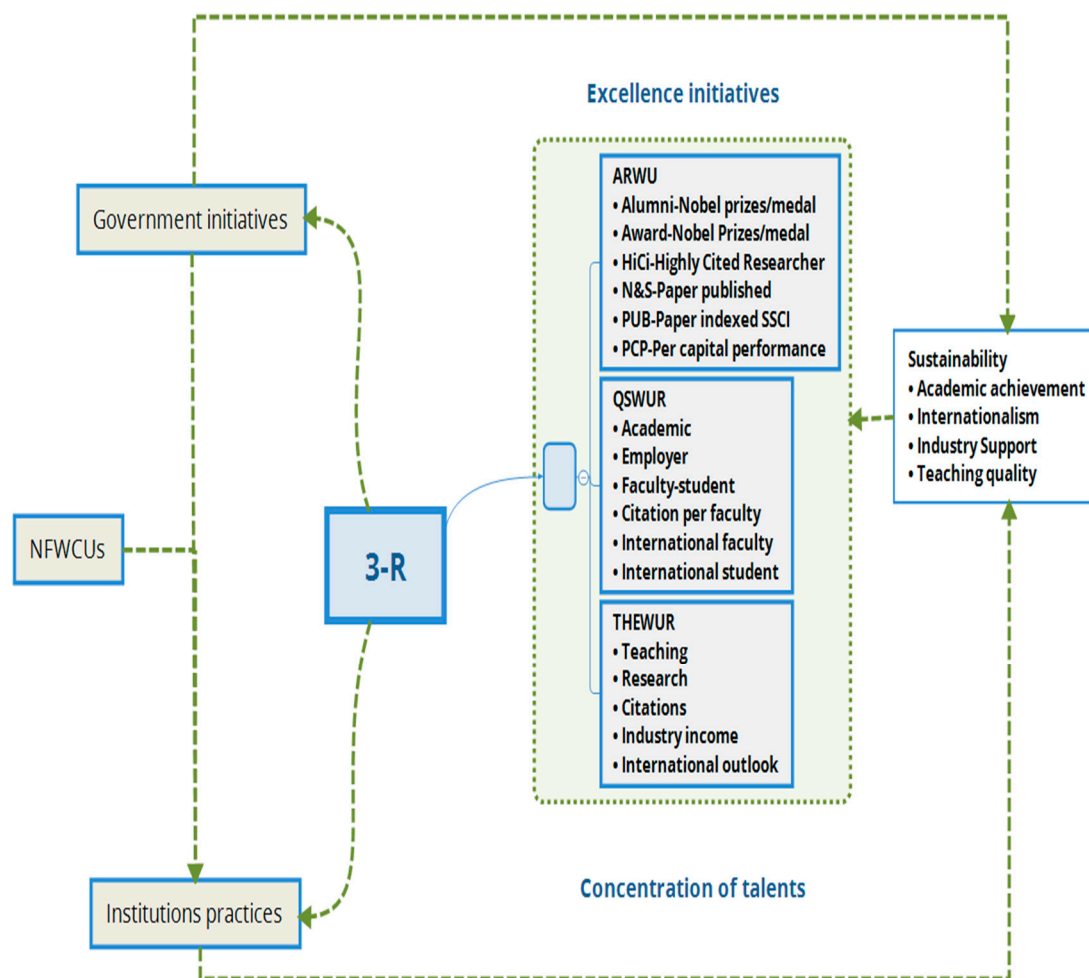 Excellence initiatives
Government initiatives
ARWU
• Alumni-Nobel prizes/medal
• Award-Nobel Prizes/medal
• HiCi-Highly Cited Researcher
• N&S-Paper published
• PUB-Paper indexed SSCI
• PCP-Per capital performance
Sustainability
• Academic achievement
• Internationalism
• Industry Support
• Teaching quality
QSWUR
• Academic
• Employer
• Faculty-student
• Citation per faculty
• International faculty
• International student
NFWCUs
3-R
THEWUR
• Teaching
• Research
• Citations
• Industry income
• International outlook
Institutions practices
Concentration of talents